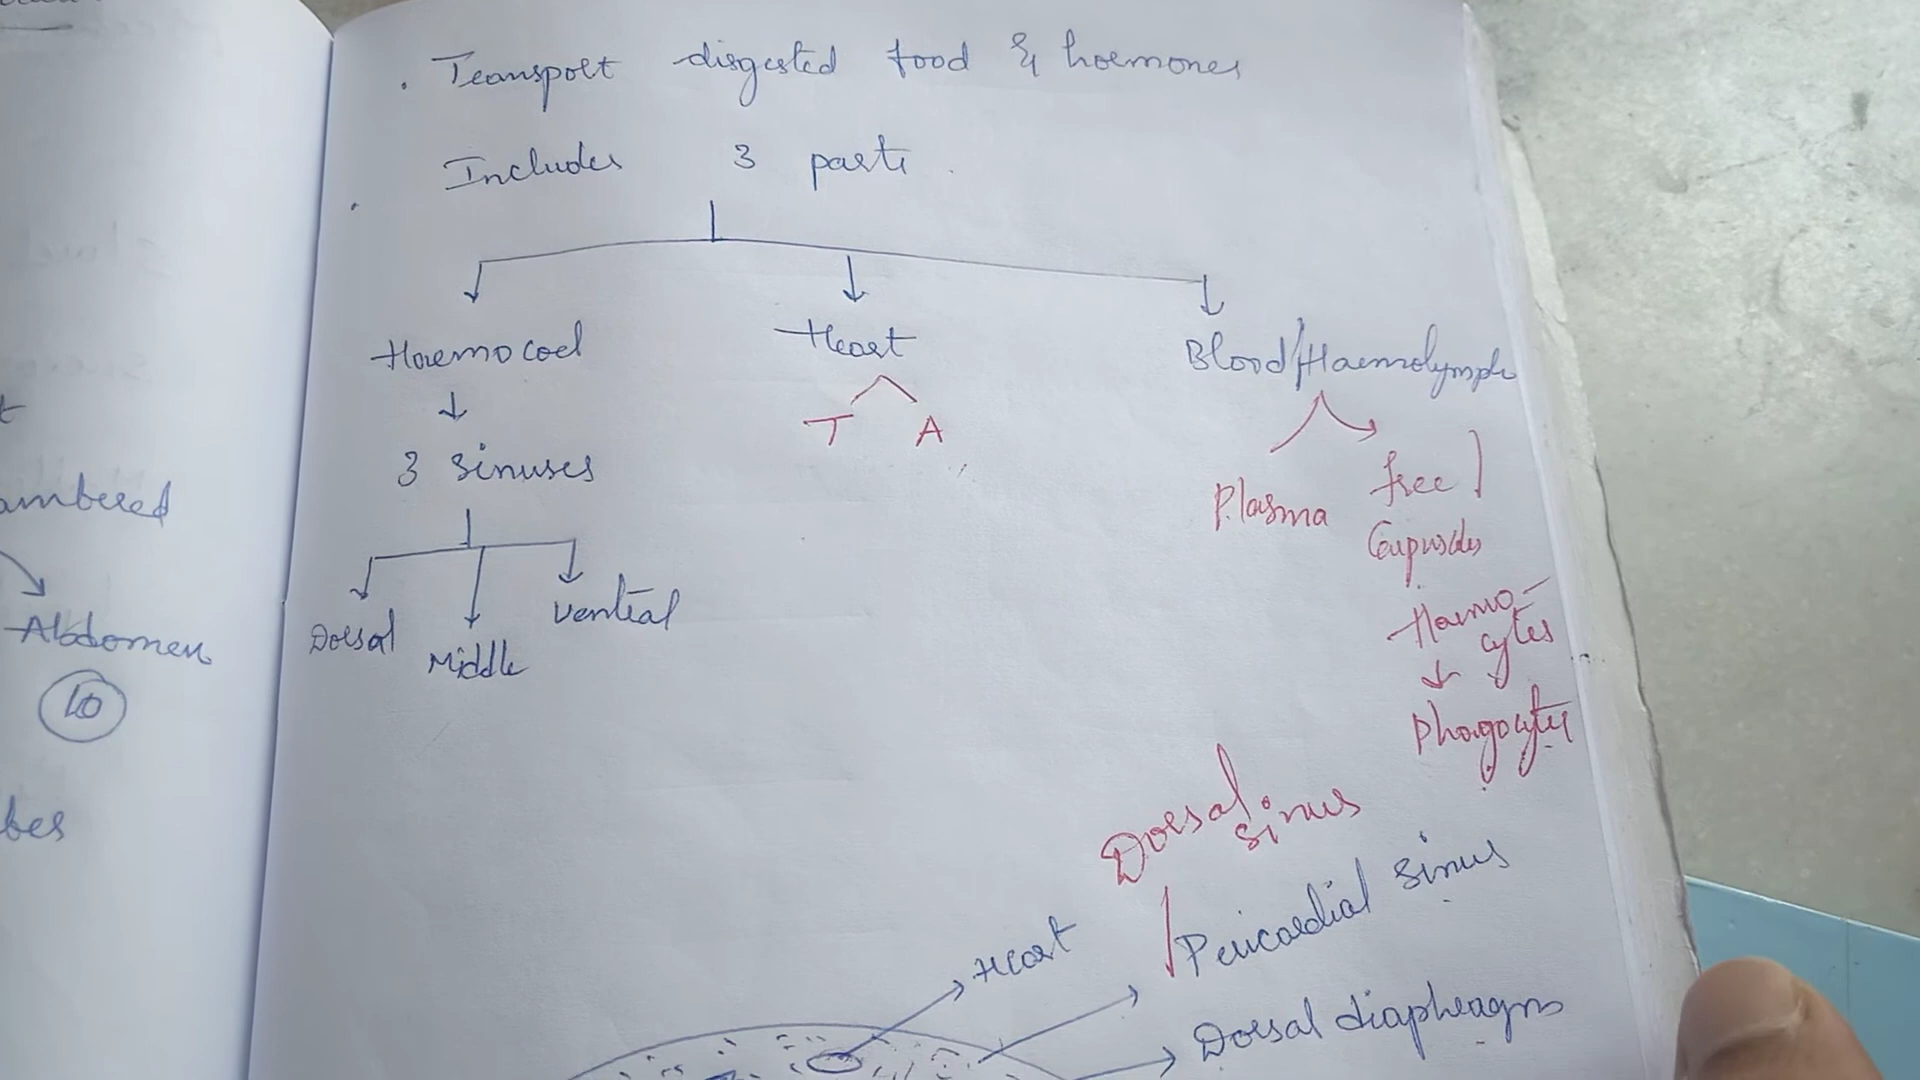 . Transport disgested food & hormones
. Includes 3 parts.
Haemocoel
Heart
Blood/Haemolymph
T
A
3 Sinuses
Plasma
free
Corpuscles
Haemo-
cytes
Phagocytes
Dorsal
Middle
Ventral
ambered
Abdomen
10
bes
Dorsal
sinus
Heart
Pericardial sinus
Dorsal diaphragm